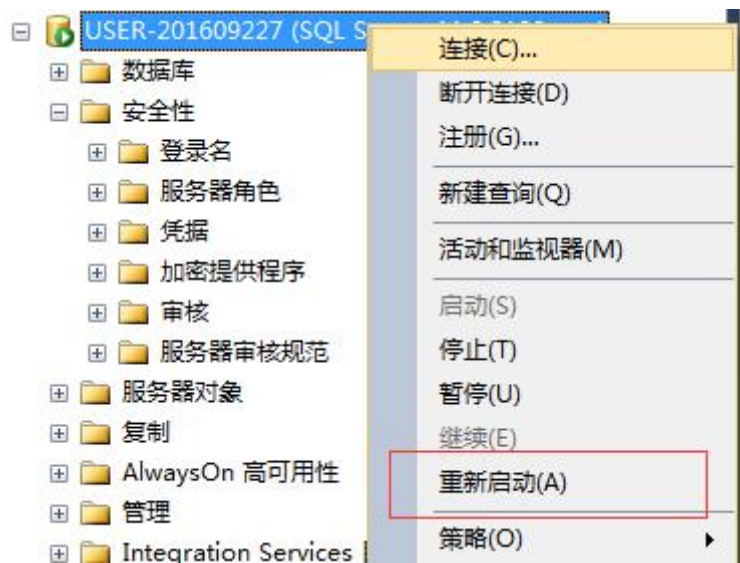 USER-201609227 (SQL S
数据库
安全性
登录名
服务器角色
凭据
加密提供程序
审核
服务器审核规范
服务器对象
复制
AlwaysOn 高可用性
管理
Integration Services
连接(C)...
断开连接(D)
注册(G)...
新建查询(Q)
活动和监视器(M)
启动(S)
停止(T)
暂停(U)
继续(E)
重新启动(A)
策略(O)